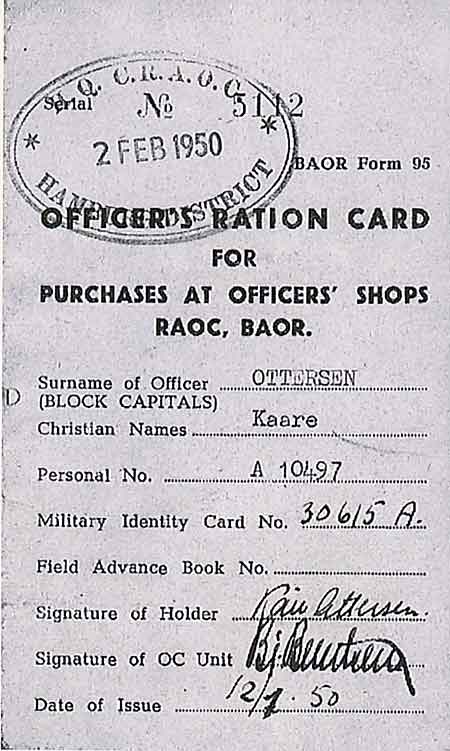 H.Q. C.R.A.O.C.
Serial № 5112
* 2 FEB 1950 *
DISTRICT
BAOR Form 95
OFFICER'S RATION CARD
FOR
PURCHASES AT OFFICERS' SHOPS
RAOC, BAOR.
Surname of Officer OTTERSEN
(BLOCK CAPITALS)
Christian Names Kaare
Personal No. A 10497
Military Identity Card No. 30615 A.
Field Advance Book No.
Signature of Holder Ottersen.
Signature of OC Unit
Date of Issue 12/1 50